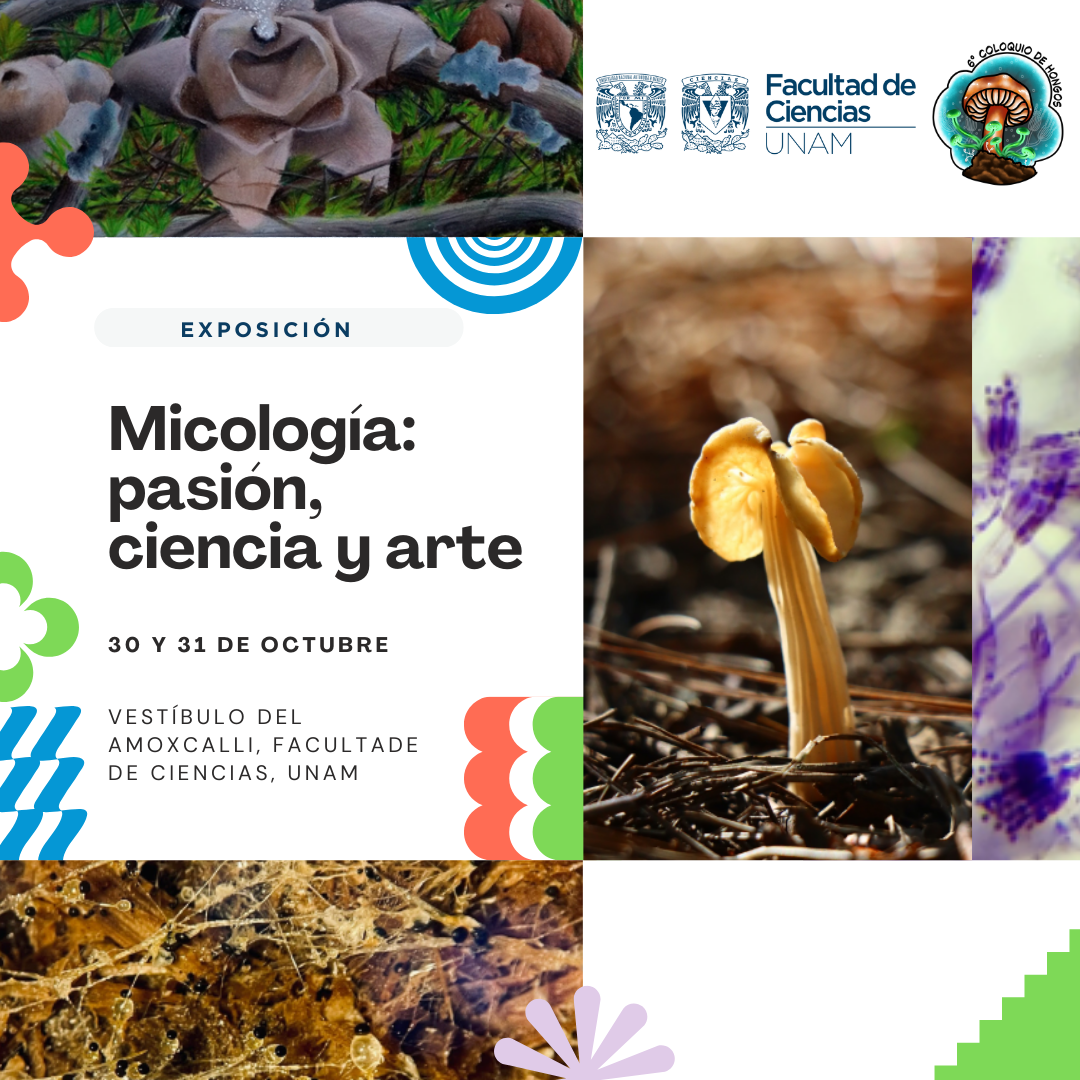 Facultad de
Ciencias
UNAM
6° COLOQUIO DE HONGOS
EXPOSICIÓN
Micología:
pasión,
ciencia y arte
30 Y 31 DE OCTUBRE
VESTÍBULO DEL
AMOXCALLI, FACULTADE
DE CIENCIAS, UNAM